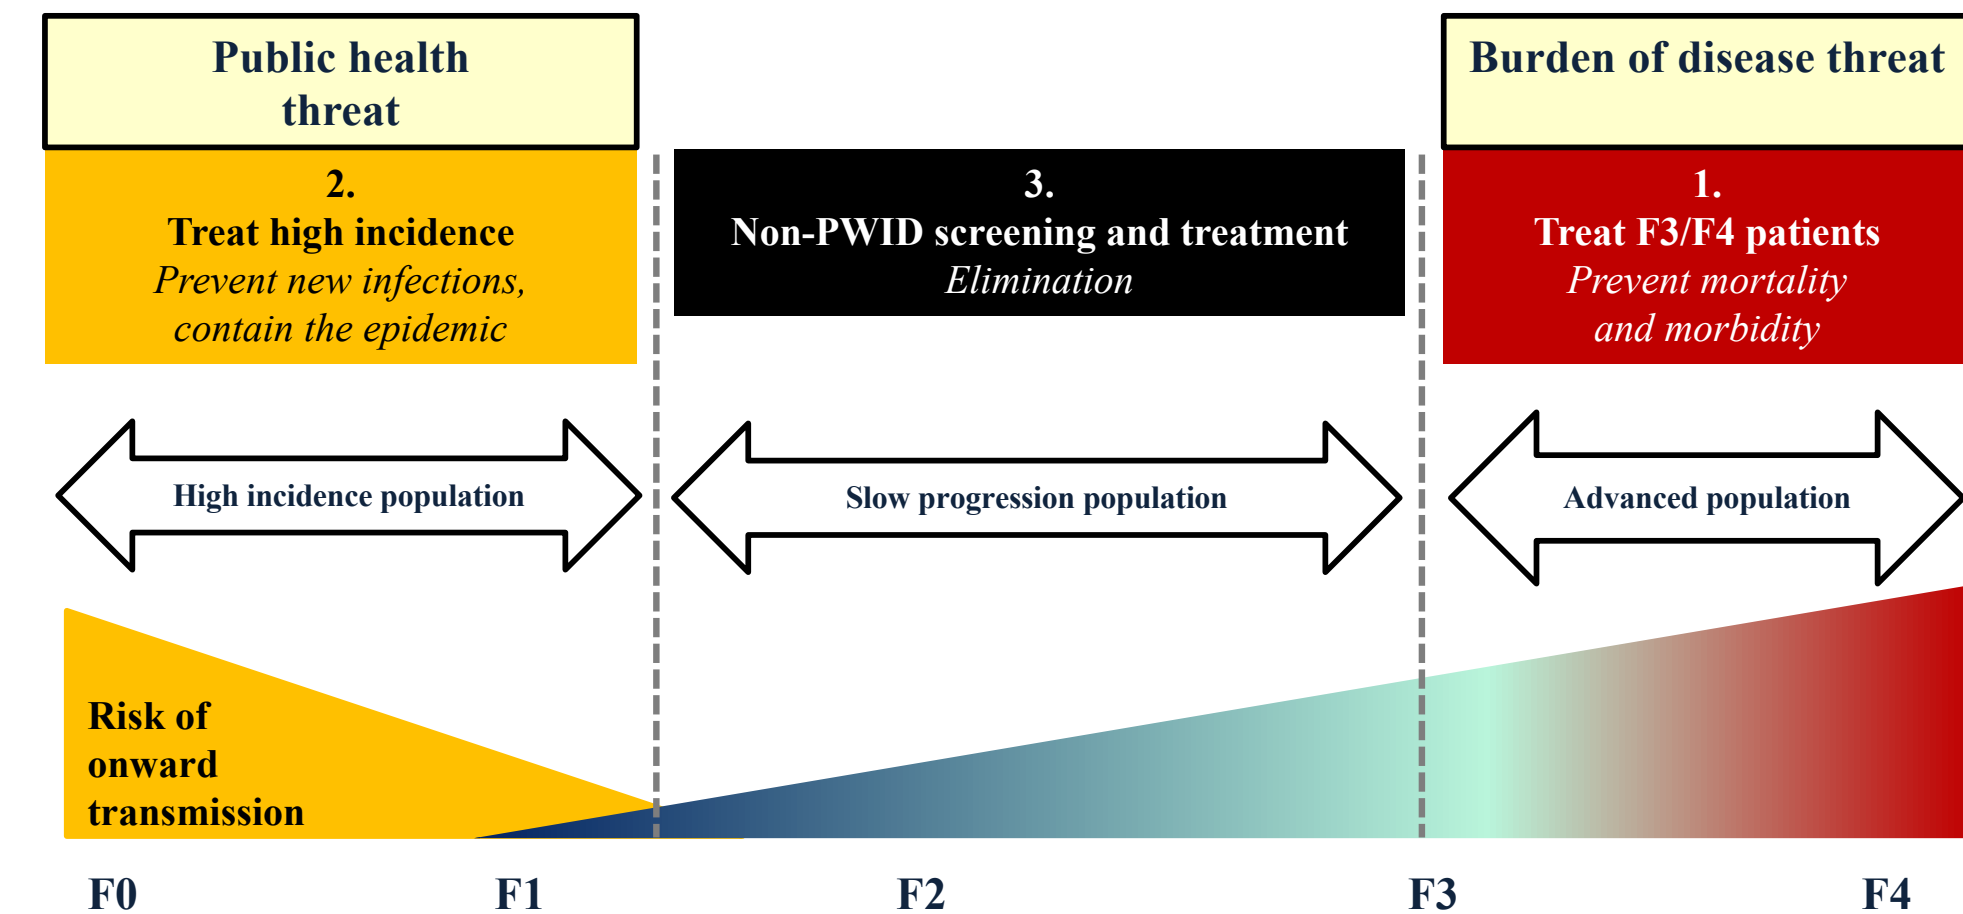 Public health
threat
Burden of disease threat
2.
Treat high incidence
Prevent new infections,
contain the epidemic
3.
Non-PWID screening and treatment
Elimination
1.
Treat F3/F4 patients
Prevent mortality
and morbidity
High incidence population
Slow progression population
Advanced population
Risk of
onward
transmission
F0
F1
F2
F3
F4